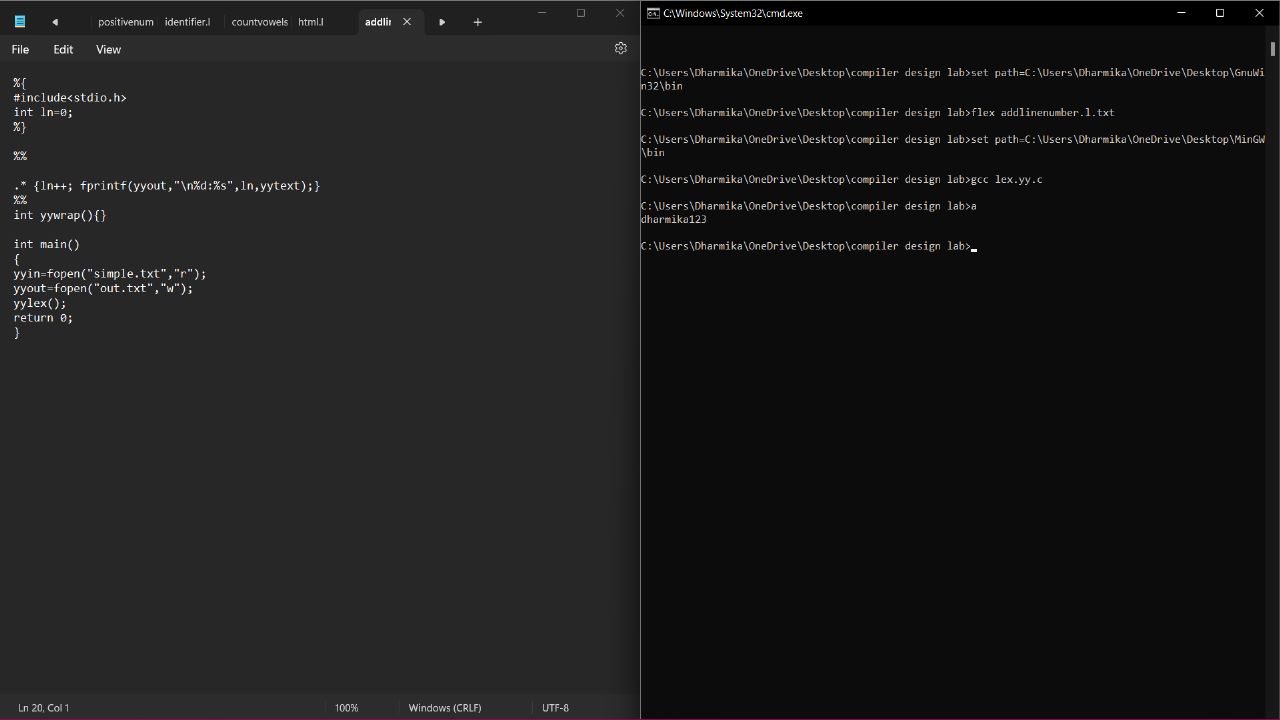 positivenum
identifier.l
countvowels
html.l
addlin
File
Edit
View
%{
#include<stdio.h>
int ln=0;
%}
%%
.* {ln++; fprintf(yyout,"\n%d:%s",ln,yytext);}
%%
int yywrap(){}
int main()
{
yyin=fopen("simple.txt","r");
yyout=fopen("out.txt","w");
yylex();
return 0;
}
Ln 20, Col 1
100%
Windows (CRLF)
UTF-8
C:\Windows\System32\cmd.exe
C:\Users\Dharmika\OneDrive\Desktop\compiler design lab>set path=C:\Users\Dharmika\OneDrive\Desktop\GnuWi
n32\bin
C:\Users\Dharmika\OneDrive\Desktop\compiler design lab>flex addlinenumber.l.txt
C:\Users\Dharmika\OneDrive\Desktop\compiler design lab>set path=C:\Users\Dharmika\OneDrive\Desktop\MinGW
\bin
C:\Users\Dharmika\OneDrive\Desktop\compiler design lab>gcc lex.yy.c
C:\Users\Dharmika\OneDrive\Desktop\compiler design lab>a
dharmika123
C:\Users\Dharmika\OneDrive\Desktop\compiler design lab>